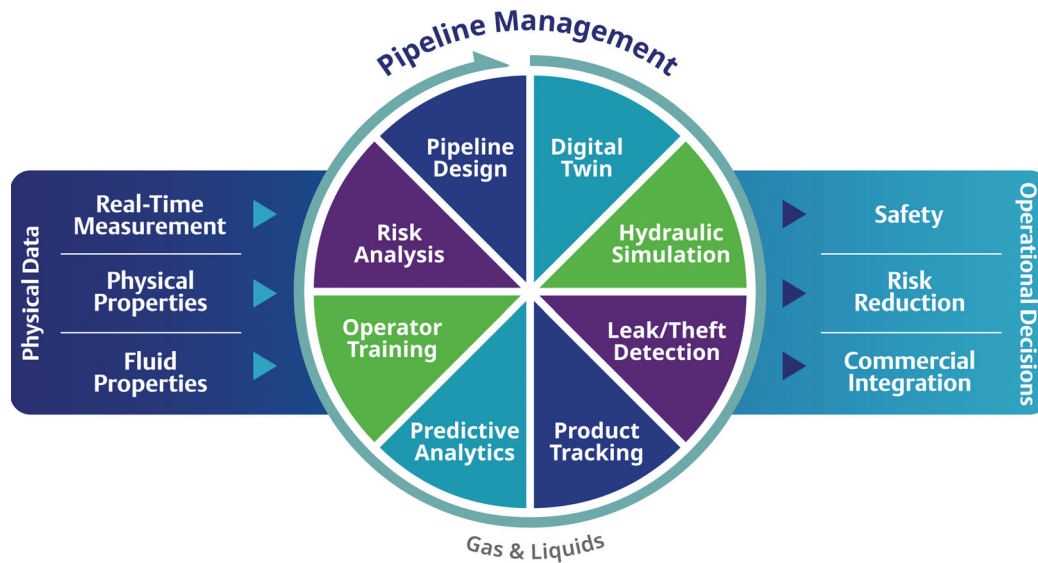 Pipeline Management
Physical Data
Real-Time
Measurement
Physical
Properties
Fluid
Properties
Pipeline
Design
Digital
Twin
Risk
Analysis
Hydraulic
Simulation
Operator
Training
Leak/Theft
Detection
Predictive
Analytics
Product
Tracking
Safety
Risk
Reduction
Commercial
Integration
Operational Decisions
Gas & Liquids